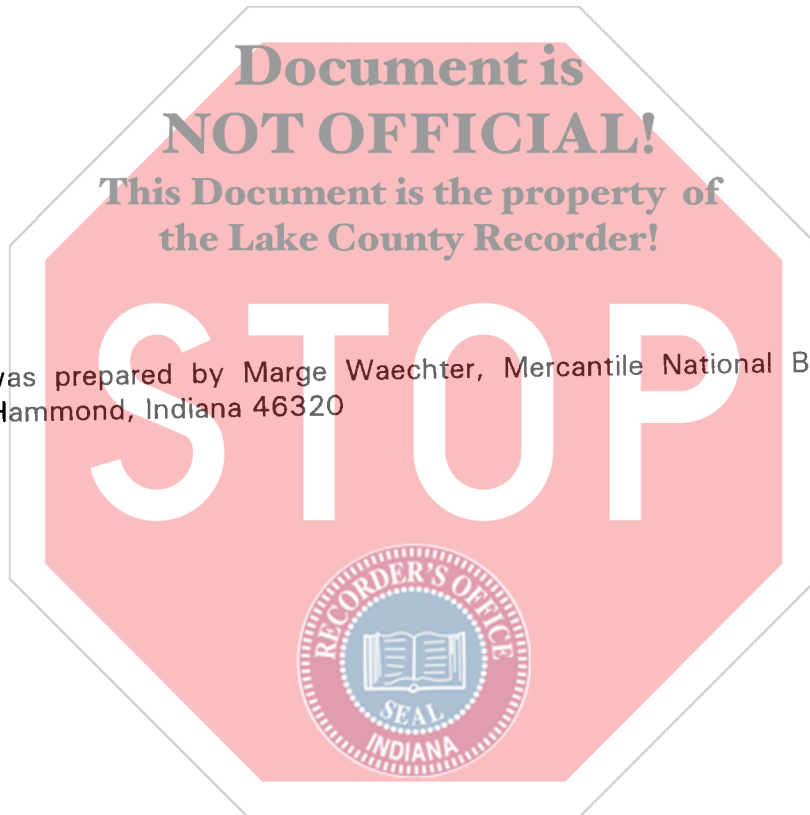 Document is
NOT OFFICIAL!
This Document is the property of
the Lake County Recorder!
STOP
was prepared by Marge Waechter, Mercantile National B
Hammond, Indiana 46320
RECORDER'S OFFICE
SEAL
INDIANA